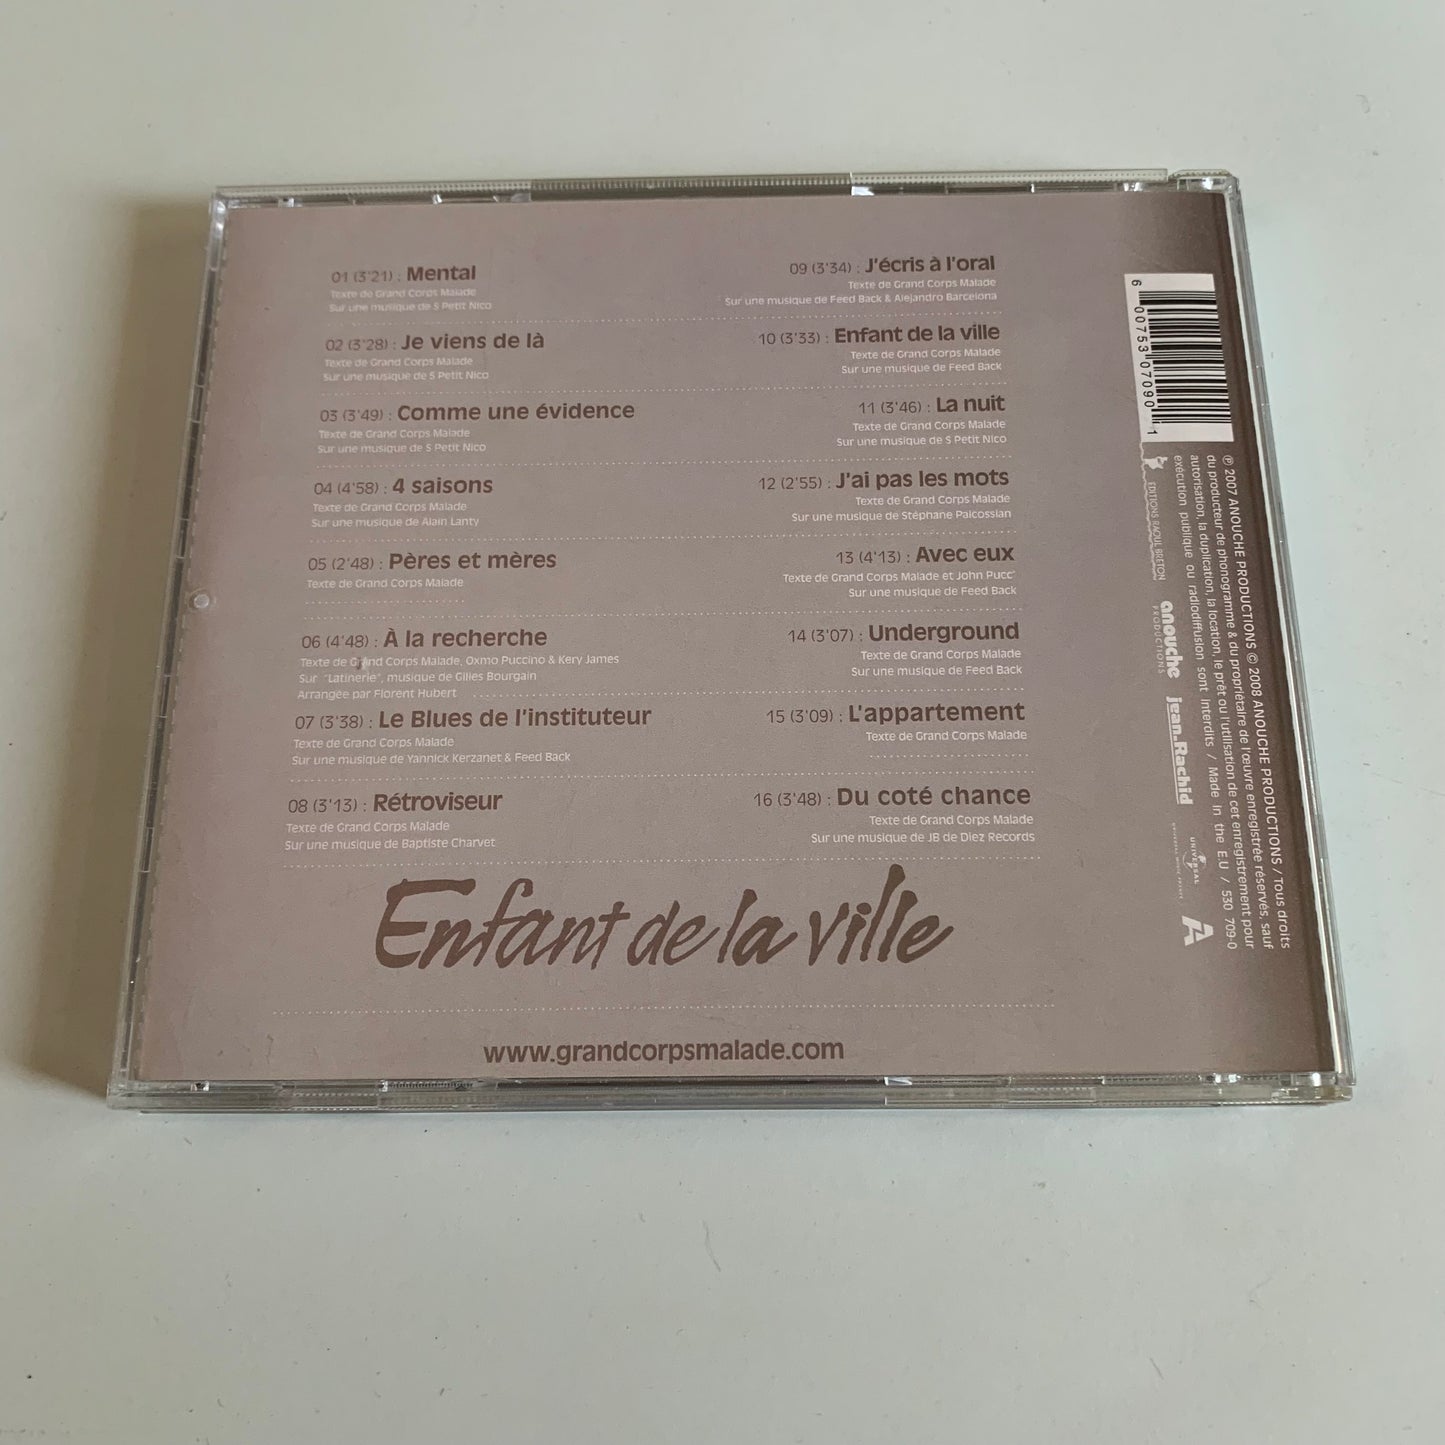 01 (3'21) : Mental
Texte de Grand Corps Malade
Sur une musique de S Petit Nico
02 (3'28) : Je viens de là
Texte de Grand Corps Malade
Sur une musique de S Petit Nico
03 (3'49) : Comme une évidence
Texte de Grand Corps Malade
Sur une musique de S Petit Nico
04 (4'58) : 4 saisons
Texte de Grand Corps Malade
Sur une musique de Alain Lanty
05 (2'48) : Pères et mères
Texte de Grand Corps Malade
06 (4'48) : À la recherche
Texte de Grand Corps Malade, Oxmo Puccino & Kery James
Sur "Latinerie", musique de Gilles Bourgain
Arrangée par Florent Hubert
07 (3'38) : Le Blues de l'instituteur
Texte de Grand Corps Malade
Sur une musique de Yannick Kerzanet & Feed Back
08 (3'13) : Rétroviseur
Texte de Grand Corps Malade
Sur une musique de Baptiste Charvet
09 (3'34) : J'écris à l'oral
Texte de Grand Corps Malade
Sur une musique de Feed Back & Alejandro Barcelona
10 (3'33) : Enfant de la ville
Texte de Grand Corps Malade
Sur une musique de Feed Back
11 (3'46) : La nuit
Texte de Grand Corps Malade
Sur une musique de S Petit Nico
12 (2'55) : J'ai pas les mots
Texte de Grand Corps Malade
Sur une musique de Stéphane Palcossian
13 (4'13) : Avec eux
Texte de Grand Corps Malade et John Pucc'
Sur une musique de Feed Back
14 (3'07) : Underground
Texte de Grand Corps Malade
Sur une musique de Feed Back
15 (3'09) : L'appartement
Texte de Grand Corps Malade
16 (3'48) : Du coté chance
Texte de Grand Corps Malade
Sur une musique de JB de Diez Records
Enfant de la ville
www.grandcorpsmalade.com
6 00753 07090 1
℗ 2007 ANOUCHE PRODUCTIONS © 2008 ANOUCHE PRODUCTIONS / Tous droits
du producteur de phonogramme & du propriétaire de l'œuvre enregistrée réservés, sauf
autorisation, la duplication, la location, le prêt ou l'utilisation de cet enregistrement pour
exécution publique ou radiodiffusion sont interdits / Made in the E.U / 530 709-0
EDITIONS RAOUL BRETON
anouche
PRODUCTIONS
jean.Rachid
UNIVERSAL
AZ